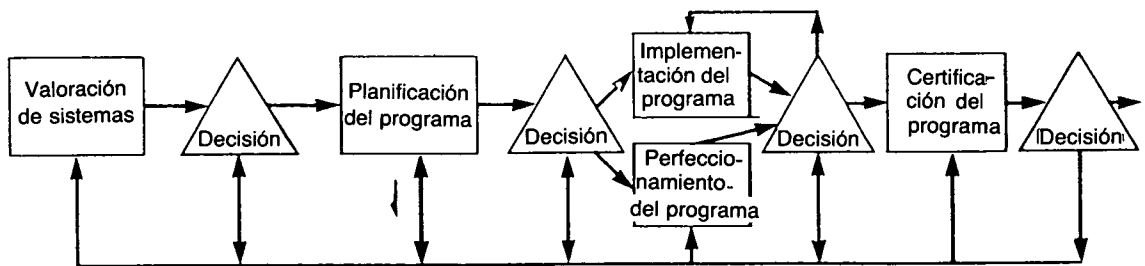 Valoración
de sistemas
Decisión
Planificación
del programa
Decisión
Implemen-
tación del
programa
Perfeccio-
namiento-
del programa
Decisión
Certifica-
ción del
programa
Decisión